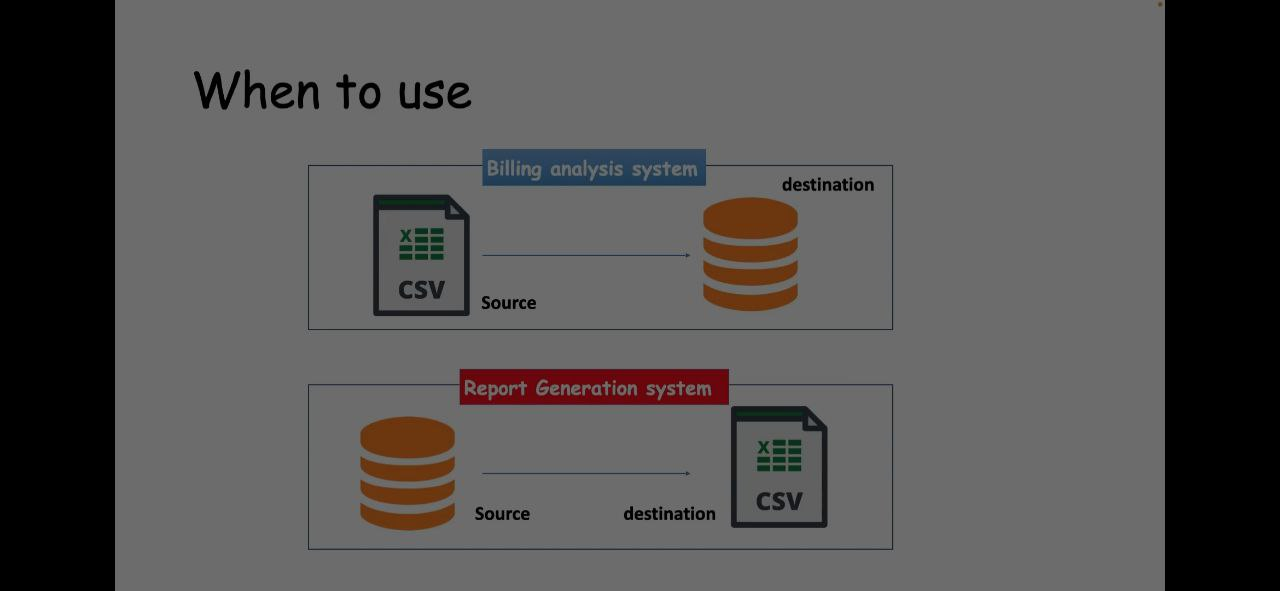 When to use
Billing analysis system
destination
X
CSV
Source
Report Generation system
X
CSV
Source
destination